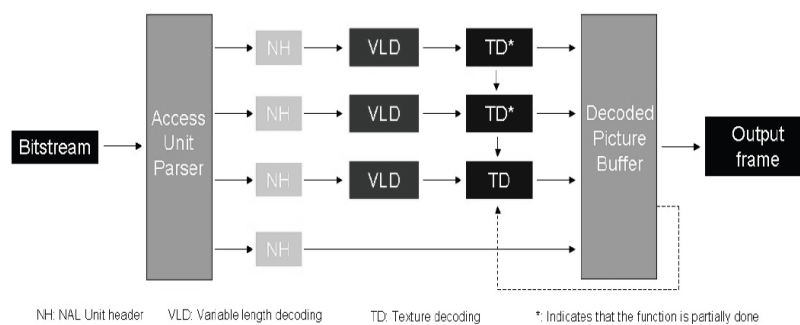 NH
VLD
TD*
NH
VLD
TD*
Bitstream
Access
Unit
Parser
Decoded
Picture
Buffer
Output
frame
NH
VLD
TD
NH
NH: NAL Unit header
VLD: Variable length decoding
TD: Texture decoding
*: Indicates that the function is partially done